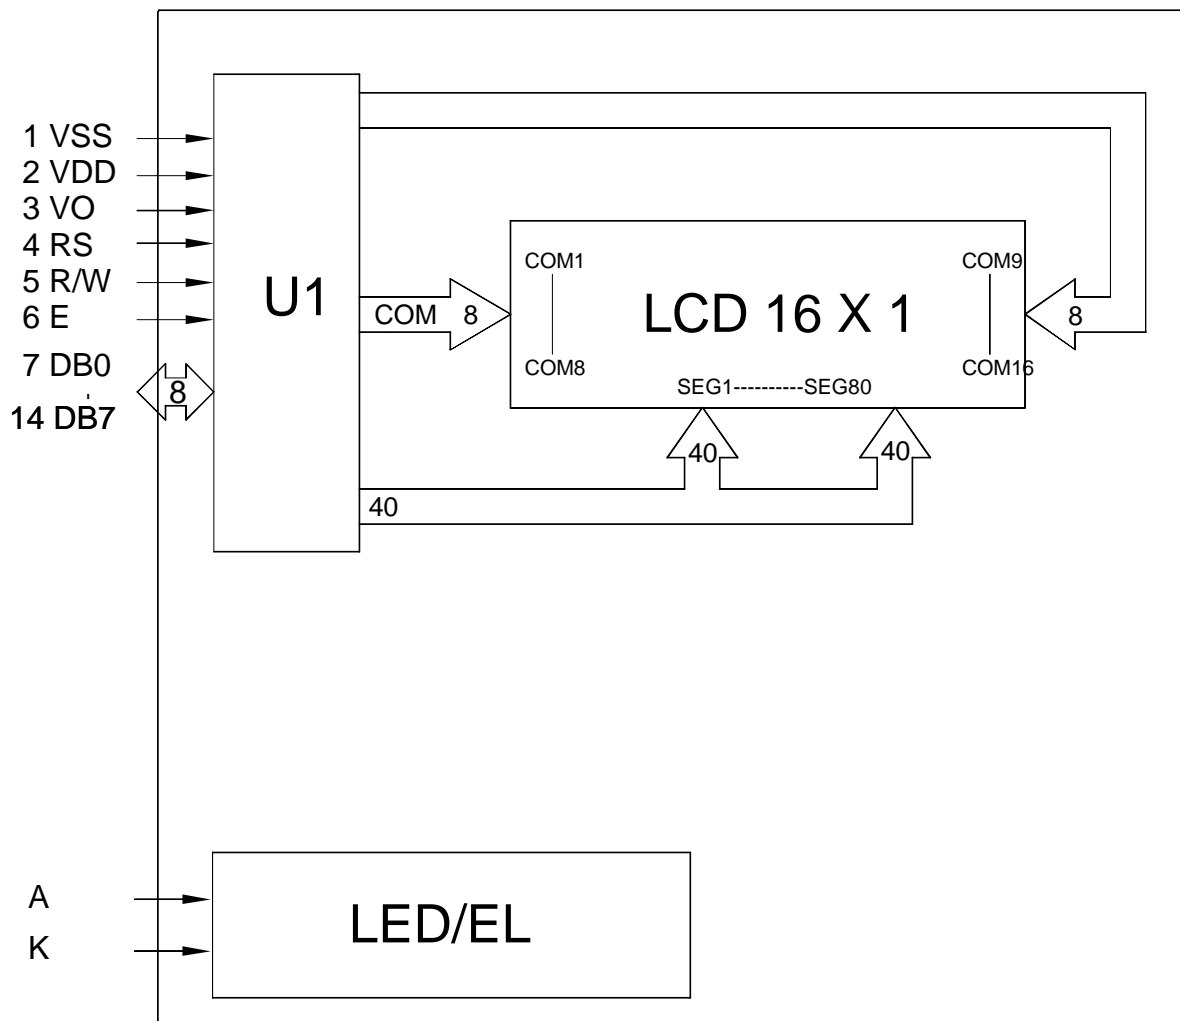 1 VSS
2 VDD
3 VO
4 RS
5 R/W
6 E
7 DB0
14 DB7
8
U1
COM 8
COM1
COM8
LCD 16 X 1
COM9
COM16
8
SEG1----------SEG80
40
40
40
A
K
LED/EL